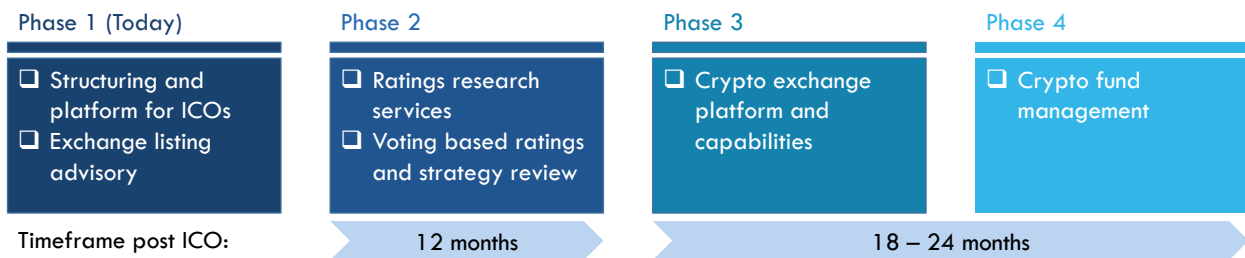 Phase 1 (Today)
Structuring and
platform for ICOs
Exchange listing
advisory
Phase 2
Ratings research
services
Voting based ratings
and strategy review
Phase 3
Crypto exchange
platform and
capabilities
Phase 4
Crypto fund
management
Timeframe post ICO:
12 months
18 – 24 months